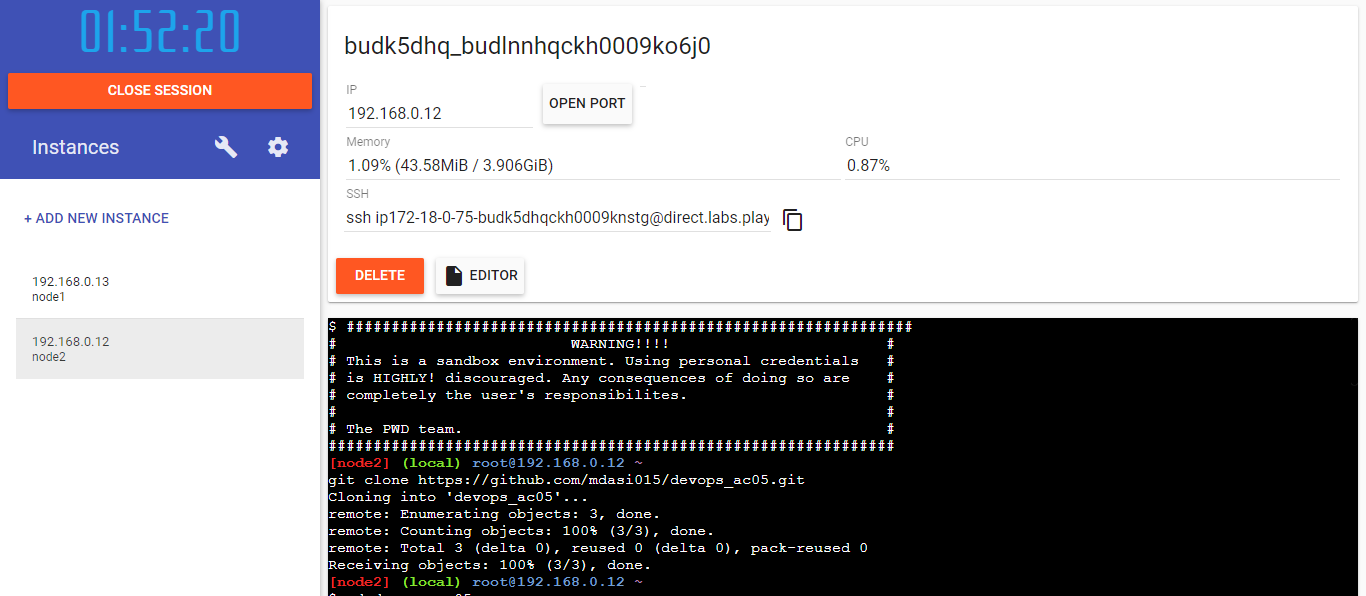 01:52:20
CLOSE SESSION
Instances
+ ADD NEW INSTANCE
192.168.0.13
node1
192.168.0.12
node2
budk5dhq_budlnnhqckh0009ko6j0
IP
192.168.0.12
OPEN PORT
Memory
1.09% (43.58MiB / 3.906GiB)
CPU
0.87%
SSH
ssh ip172-18-0-75-budk5dhqckh0009knstg@direct.labs.play
DELETE
EDITOR
$ ###############################################################
# WARNING!!!! #
# This is a sandbox environment. Using personal credentials #
# is HIGHLY! discouraged. Any consequences of doing so are #
# completely the user's responsibilites. #
# #
# The PWD team. #
###############################################################
[node2] (local) root@192.168.0.12 ~
git clone https://github.com/mdasi015/devops_ac05.git
Cloning into 'devops_ac05'...
remote: Enumerating objects: 3, done.
remote: Counting objects: 100% (3/3), done.
remote: Total 3 (delta 0), reused 0 (delta 0), pack-reused 0
Receiving objects: 100% (3/3), done.
[node2] (local) root@192.168.0.12 ~